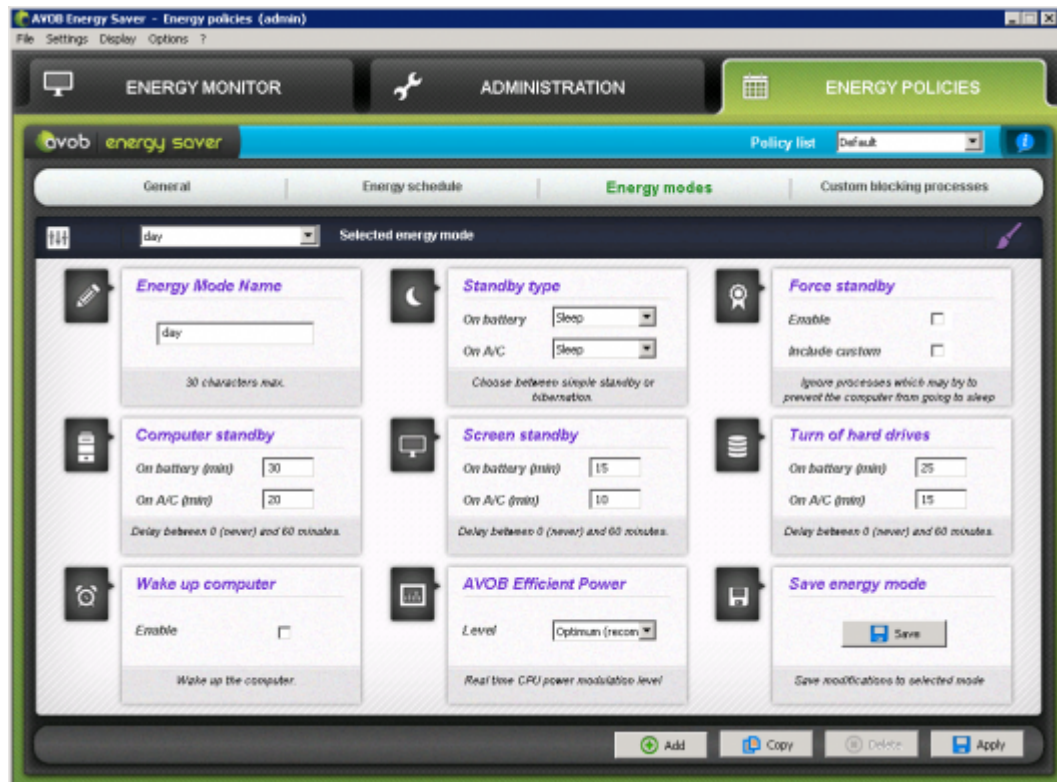 AVOB Energy Saver - Energy policies (admin)
File Settings Display Options ?
ENERGY MONITOR ADMINISTRATION ENERGY POLICIES
avob energy saver Policy list Default
General Energy schedule Energy modes Custom blocking processes
day Selected energy mode
Energy Mode Name
day
30 characters max.
Standby type
On battery Sleep
On A/C Sleep
Choose between simple standby or
hibernation.
Force standby
Enable
Include custom
Ignore processes which may try to
prevent the computer from going to sleep
Computer standby
On battery (min) 30
On A/C (min) 20
Delay between 0 (never) and 60 minutes.
Screen standby
On battery (min) 15
On A/C (min) 10
Delay between 0 (never) and 60 minutes.
Turn of hard drives
On battery (min) 25
On A/C (min) 15
Delay between 0 (never) and 60 minutes.
Wake up computer
Enable
Wake up the computer.
AVOB Efficient Power
Level Optimum (recom
Real time CPU power modulation level
Save energy mode
Save
Save modifications to selected mode
Add Copy Delete Apply